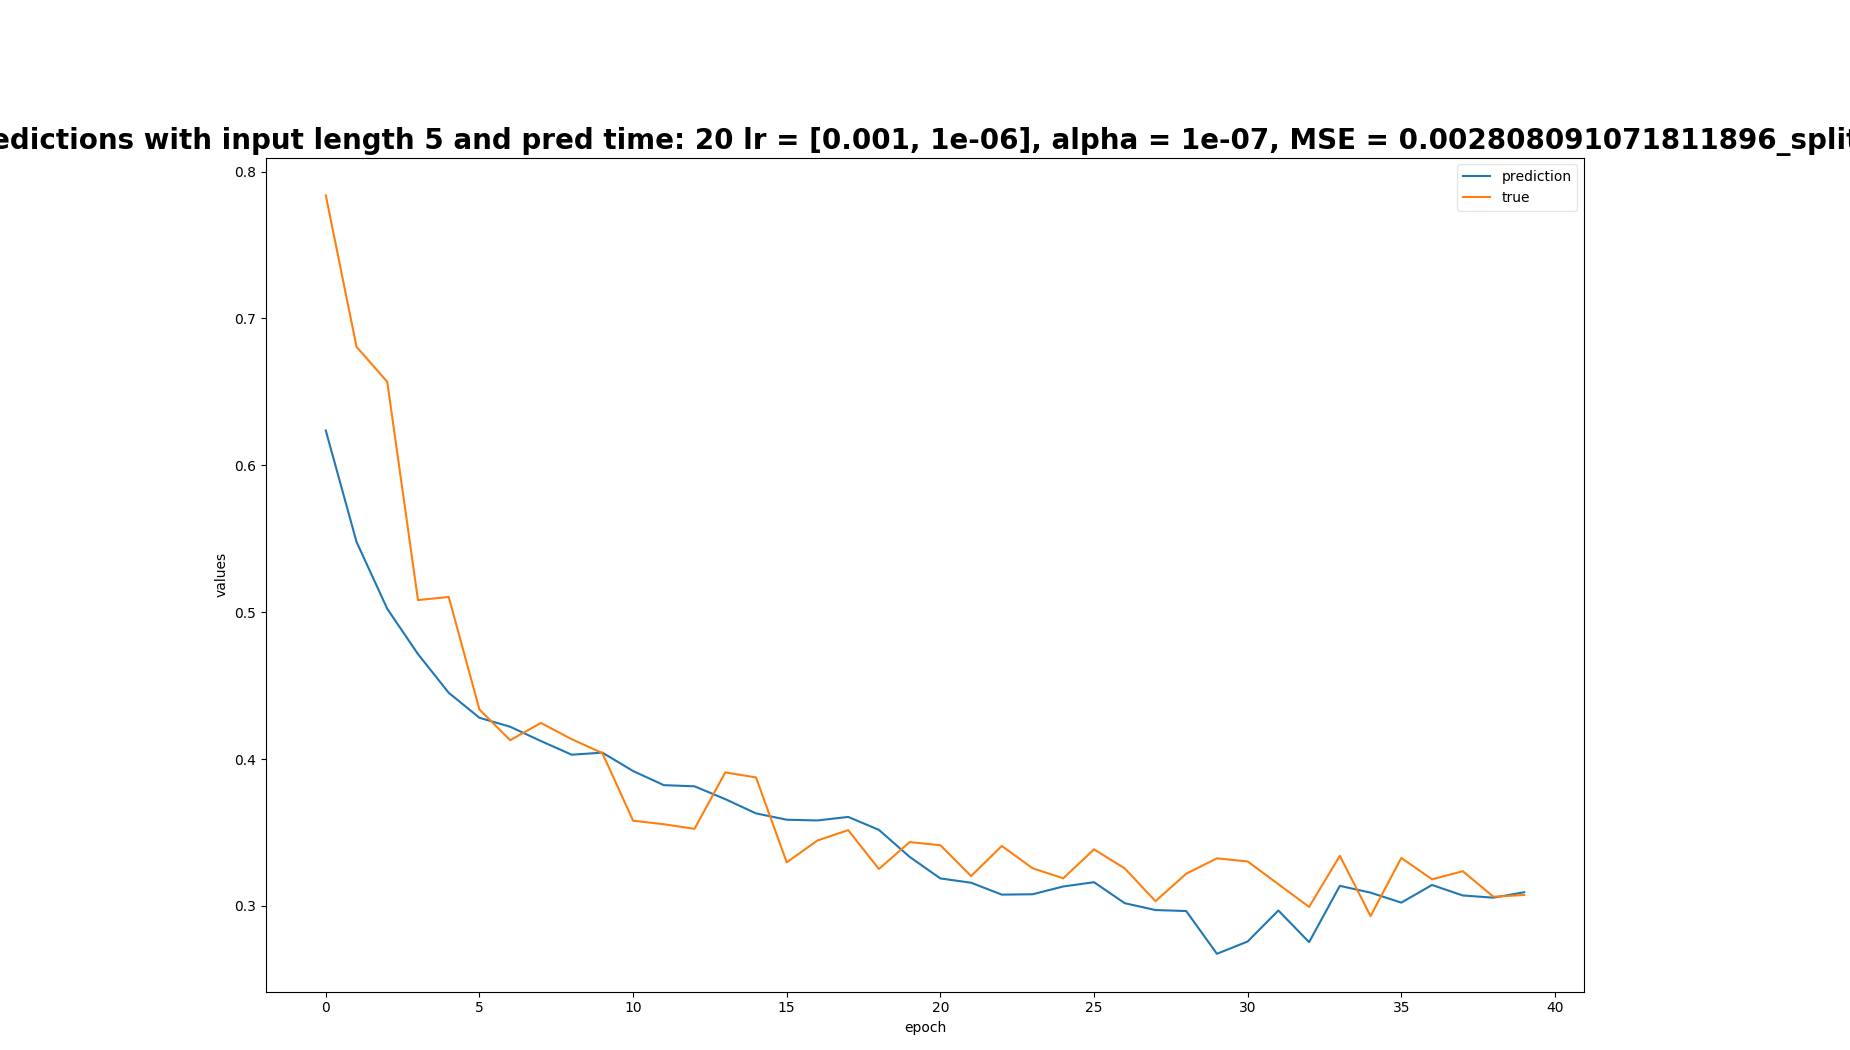 edictions with input length 5 and pred time: 20 lr = [0.001, 1e-06], alpha = 1e-07, MSE = 0.002808091071811896_split
prediction
true
0.8
0.7
0.6
0.5
0.4
0.3
values
0 5 10 15 20 25 30 35 40
epoch